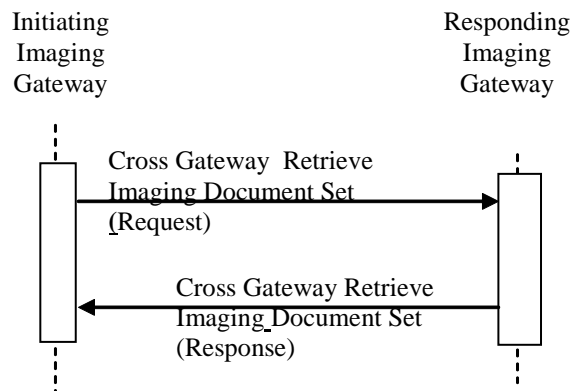 Initiating
Imaging
Gateway
Responding
Imaging
Gateway
Cross Gateway Retrieve
Imaging Document Set
(Request)
Cross Gateway Retrieve
Imaging Document Set
(Response)